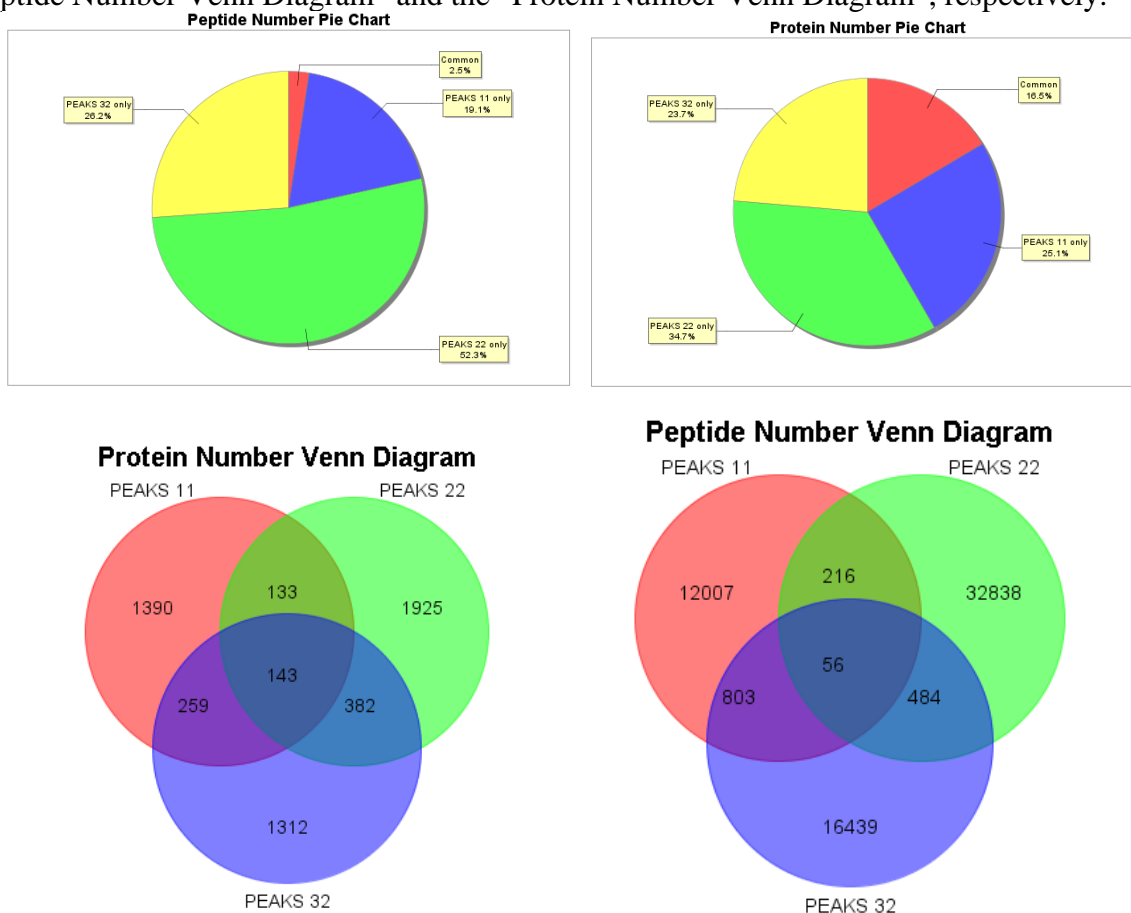 ptide Number Venn Diagram" and the "Protein Number Venn Diagram", respectively.
Peptide Number Pie Chart
Common
2.5%
PEAKS 11 only
19.1%
PEAKS 32 only
26.2%
PEAKS 22 only
52.3%
Protein Number Pie Chart
Common
16.5%
PEAKS 32 only
23.7%
PEAKS 11 only
25.1%
PEAKS 22 only
34.7%
Protein Number Venn Diagram
PEAKS 11
PEAKS 22
1390
133
1925
143
259
382
1312
PEAKS 32
Peptide Number Venn Diagram
PEAKS 11
PEAKS 22
12007
216
32838
56
803
484
16439
PEAKS 32